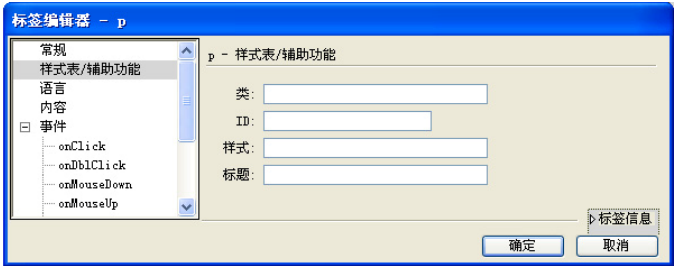 标签编辑器 - p
常规
样式表/辅助功能
语言
内容
事件
onClick
onDblClick
onMouseDown
onMouseUp
p - 样式表/辅助功能
类:
ID:
样式:
标题:
标签信息
确定
取消